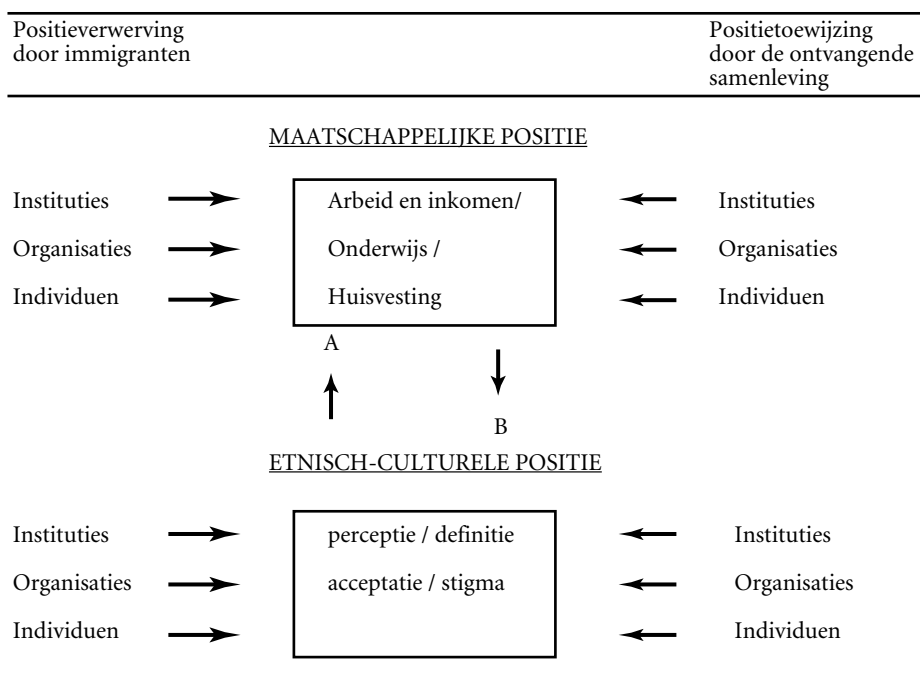 Positieverwerving
door immigranten
Positietoewijzing
door de ontvangende
samenleving
MAATSCHAPPELIJKE POSITIE
Instituties Arbeid en inkomen/ Instituties
Organisaties Onderwijs / Organisaties
Individuen Huisvesting Individuen
A
B
ETNISCH-CULTURELE POSITIE
Instituties perceptie / definitie Instituties
Organisaties acceptatie / stigma Organisaties
Individuen Individuen